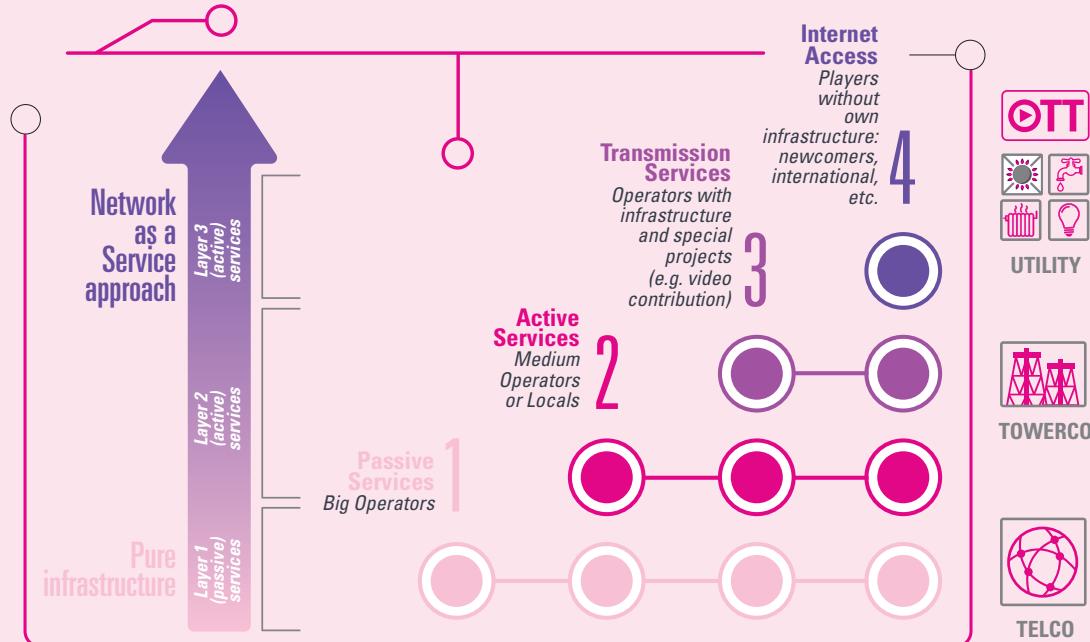 Internet
Access
Players
without
own
infrastructure:
newcomers,
international,
etc.
4
OTT
Transmission
Services
Operators with
infrastructure
and special
projects
(e.g. video
contribution)
3
UTILITY
Network
as a
Service
approach
Layer 3
(active)
services
Active
Services
Medium
Operators
or Locals
2
Layer 2
(active)
services
TOWERCO
Passive
Services
Big Operators
1
Pure
infrastructure
Layer 1
(passive)
services
TELCO